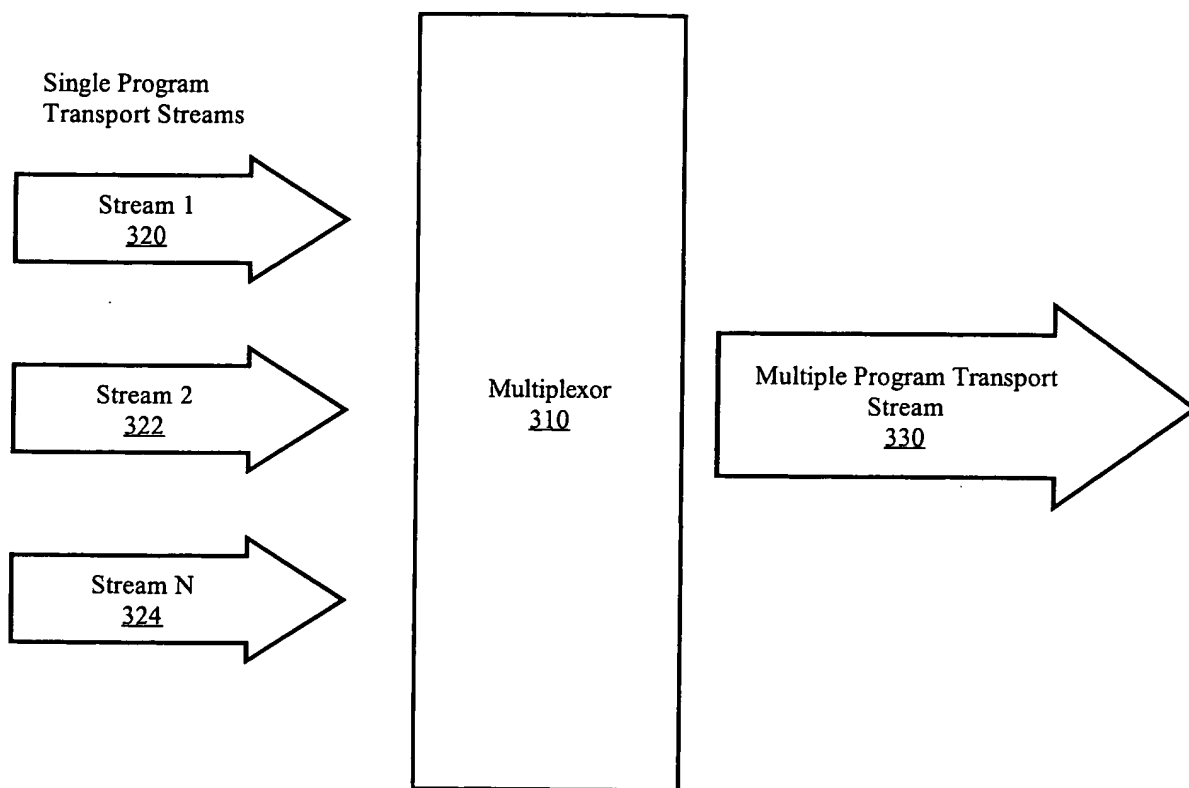 Single Program
Transport Streams
Stream 1
320
Stream 2
322
Stream N
324
Multiplexor
310
Multiple Program Transport
Stream
330